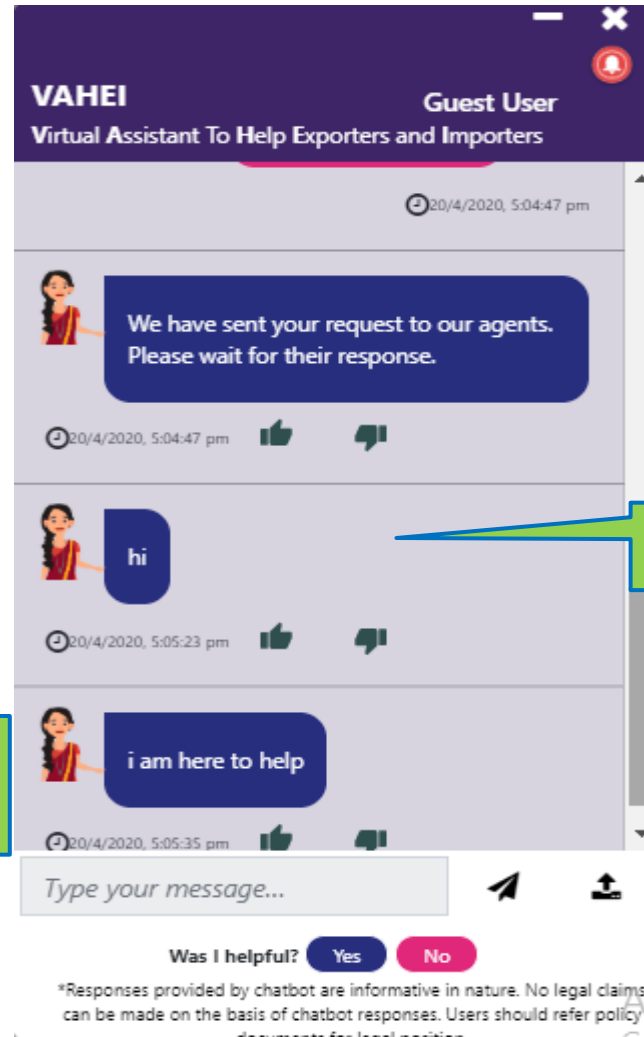 VAHEI
Guest User
Virtual Assistant To Help Exporters and Importers
20/4/2020, 5:04:47 pm
We have sent your request to our agents.
Please wait for their response.
20/4/2020, 5:04:47 pm
hi
20/4/2020, 5:05:23 pm
i am here to help
20/4/2020, 5:05:35 pm
Type your message...
Was I helpful? Yes No
*Responses provided by chatbot are informative in nature. No legal claims
can be made on the basis of chatbot responses. Users should refer policy
documents for legal position